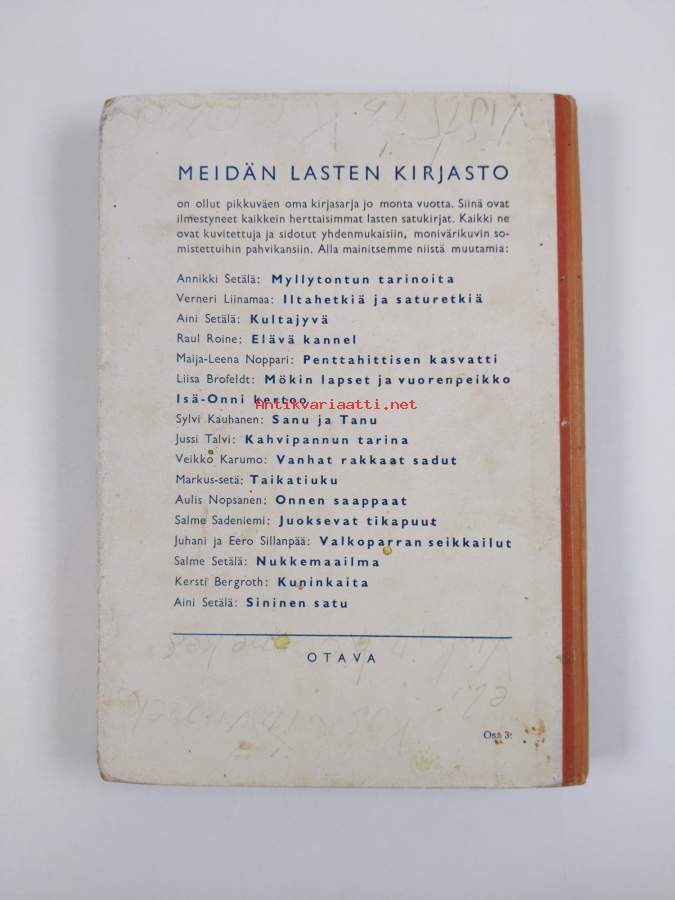 MEIDÄN LASTEN KIRJASTO
on ollut pikkuväen oma kirjasarja jo monta vuotta. Siinä ovat
ilmestyneet kaikkein herttaisimmat lasten satukirjat. Kaikki ne
ovat kuvitettuja ja sidotut yhdenmukaisiin, monivärikuvin so-
mistettuihin pahvikansiin. Alla mainitsemme niistä muutamia:
Annikki Setälä: Myllytontun tarinoita
Verneri Liinamaa: Iltahetkiä ja saturetkiä
Aini Setälä: Kultajyvä
Raul Roine: Elävä kannel
Maija-Leena Noppari: Penttahittisen kasvatti
Liisa Brofeldt: Mökin lapset ja vuorenpeikko
Isä-Onni kertoo
Antikvariaatti.net
Sylvi Kauhanen: Sanu ja Tanu
Jussi Talvi: Kahvipannun tarina
Veikko Karumo: Vanhat rakkaat sadut
Markus-setä: Taikatiuku
Aulis Nopsanen: Onnen saappaat
Salme Sadeniemi: Juoksevat tikapuut
Juhani ja Eero Sillanpää: Valkoparran seikkailut
Salme Setälä: Nukkemaailma
Kersti Bergroth: Kuninkaita
Aini Setälä: Sininen satu
OTAVA